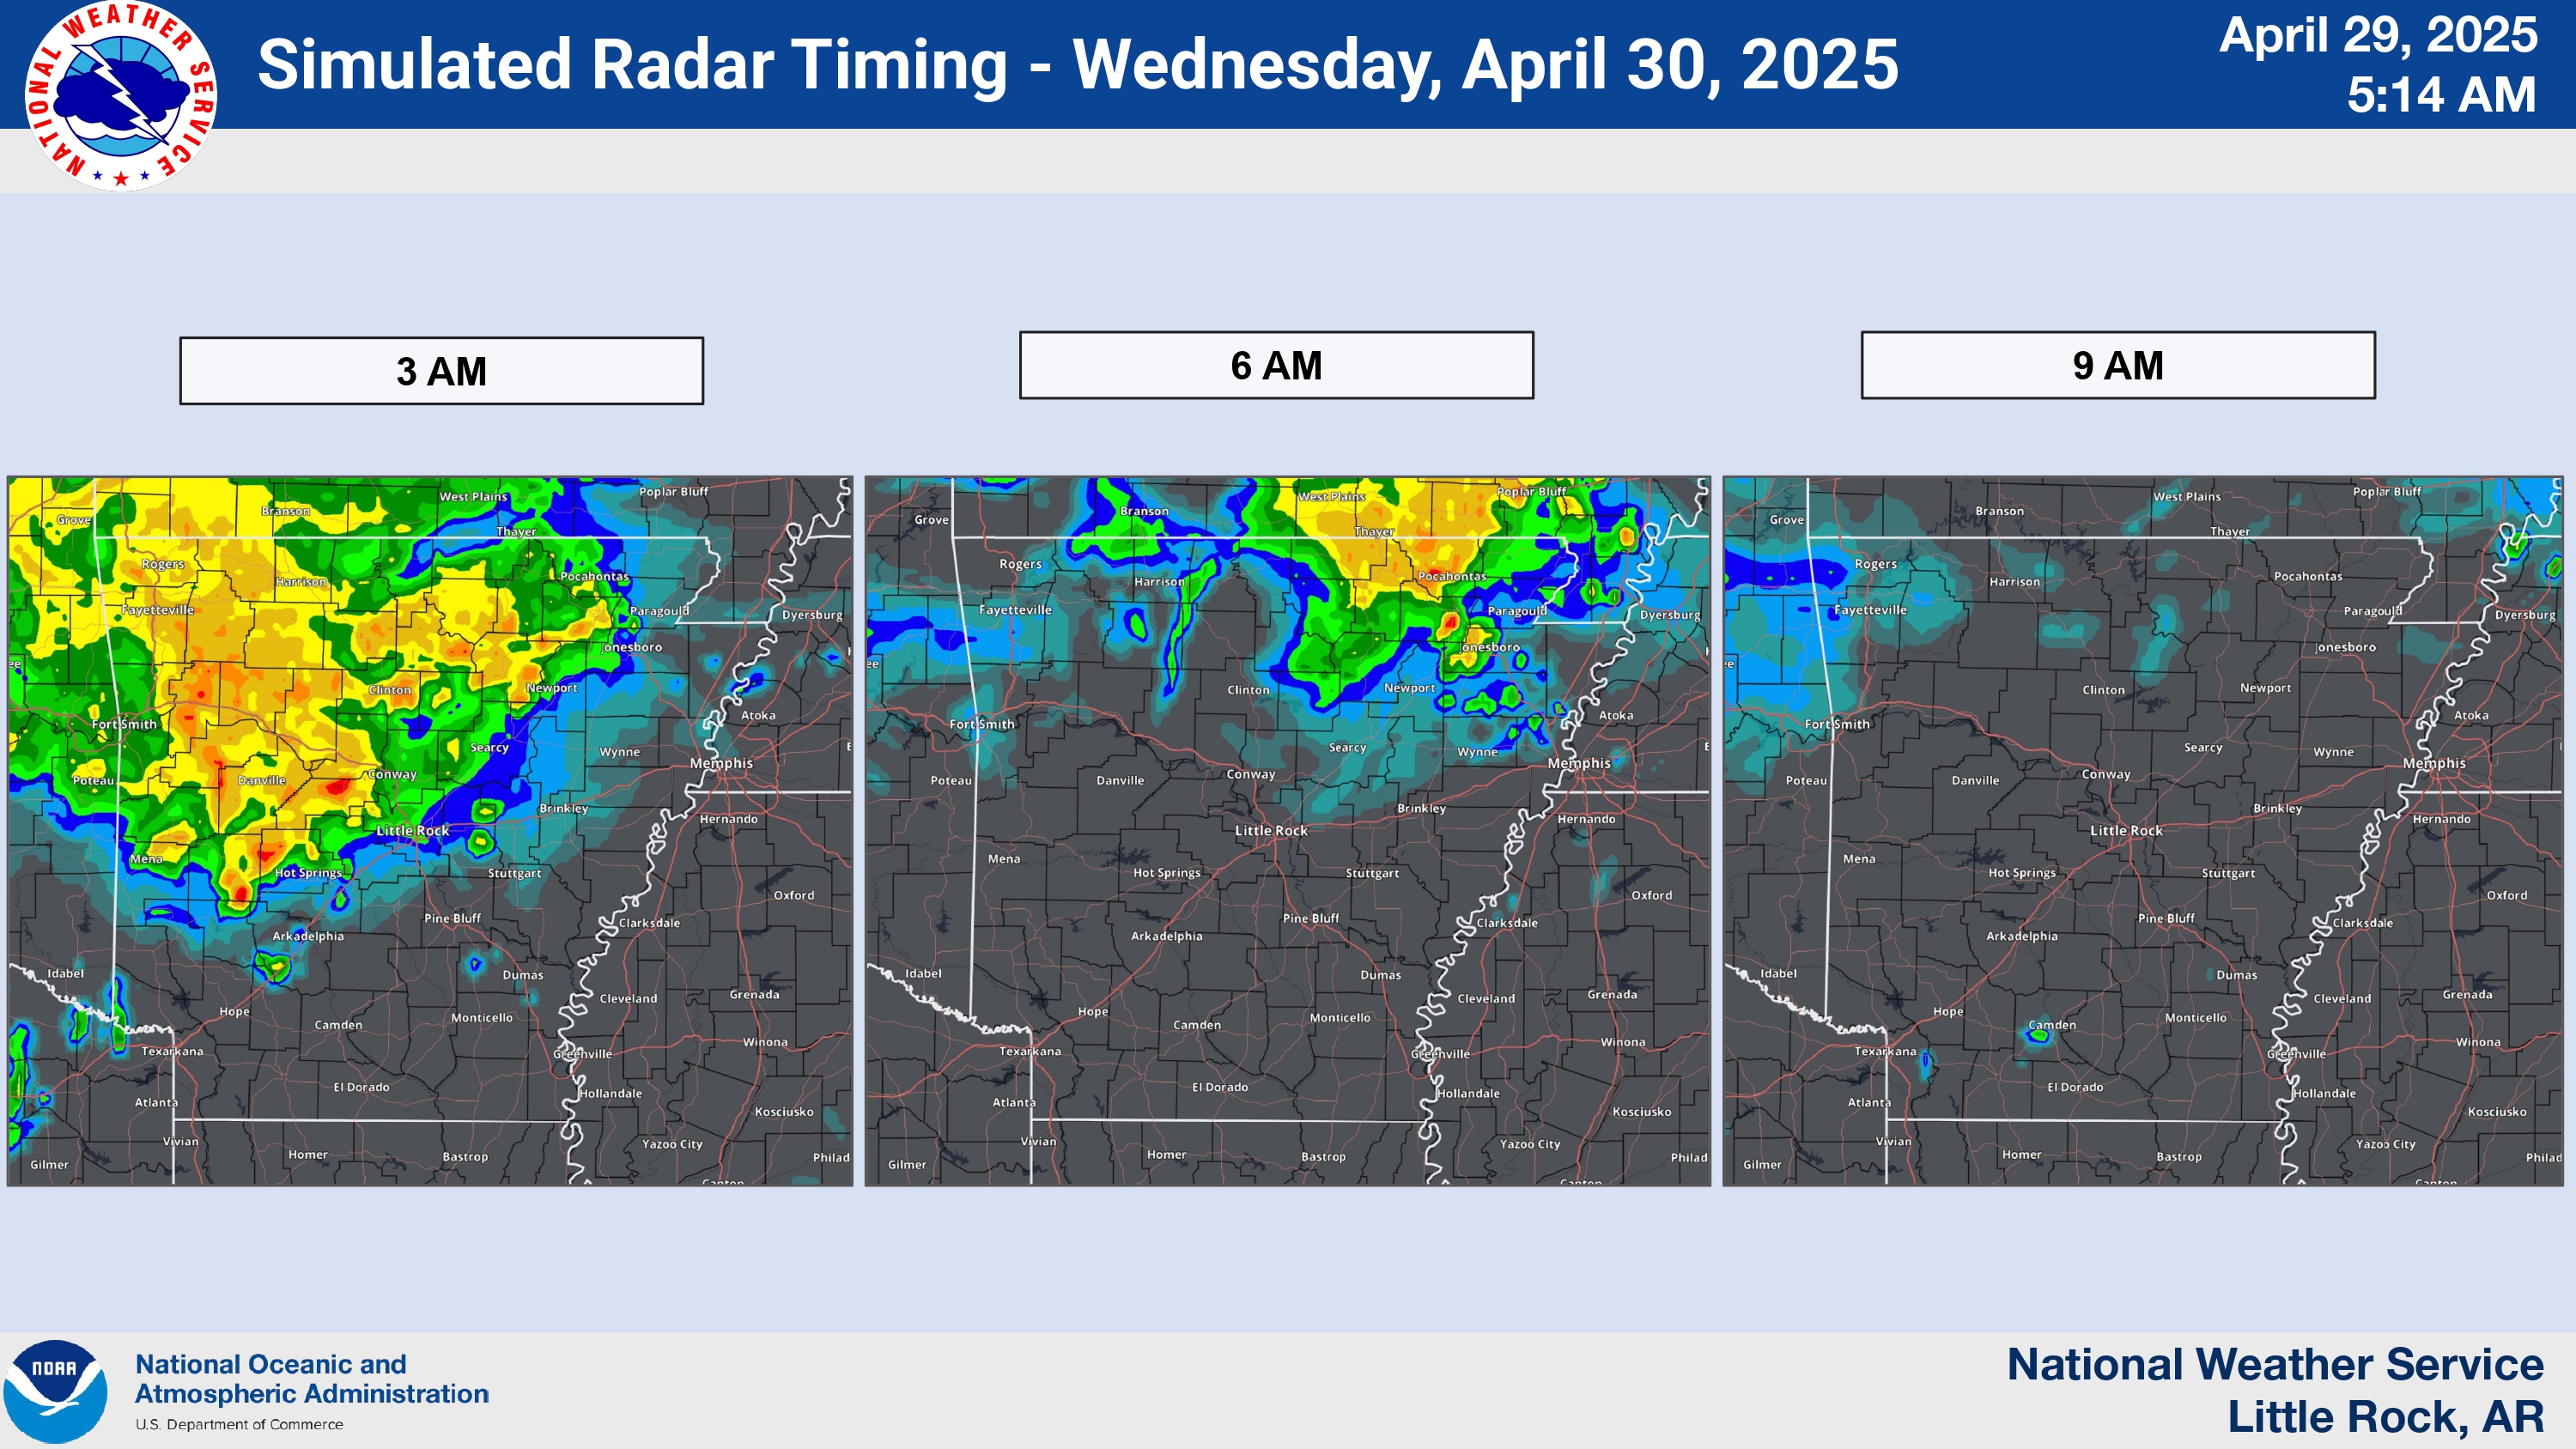 NATIONAL WEATHER SERVICE
Simulated Radar Timing - Wednesday, April 30, 2025
April 29, 2025
5:14 AM
3 AM
6 AM
9 AM
West Plains
Poplar Bluff
Grove
Branson
Thayer
Rogers
Harrison
Pocahontas
Fayetteville
Paragould
Dyersburg
Jonesboro
ee
Clinton
Newport
Fort Smith
Atoka
Searcy
Wynne
Memphis
Poteau
Danville
Conway
Brinkley
Little Rock
Hernando
Mena
Hot Springs
Stuttgart
Oxford
Pine Bluff
Clarksdale
Arkadelphia
Idabel
Dumas
Cleveland
Grenada
Hope
Camden
Monticello
Winona
Texarkana
Greenville
El Dorado
Hollandale
Atlanta
Kosciusko
Vivian
Yazoo City
Homer
Bastrop
Philad
Gilmer
Canton
West Plains
Poplar Bluff
Grove
Branson
Thayer
Rogers
Harrison
Pocahontas
Fayetteville
Paragould
Dyersburg
Jonesboro
ee
Clinton
Newport
Fort Smith
Atoka
Searcy
Wynne
Memphis
Poteau
Danville
Conway
Brinkley
Little Rock
Hernando
Mena
Hot Springs
Stuttgart
Oxford
Pine Bluff
Clarksdale
Arkadelphia
Idabel
Dumas
Cleveland
Grenada
Hope
Camden
Monticello
Winona
Texarkana
Greenville
El Dorado
Hollandale
Atlanta
Kosciusko
Vivian
Yazoo City
Homer
Bastrop
Philad
Gilmer
Canton
West Plains
Poplar Bluff
Grove
Branson
Thayer
Rogers
Harrison
Pocahontas
Fayetteville
Paragould
Dyersburg
Jonesboro
ee
Clinton
Newport
Fort Smith
Atoka
Searcy
Wynne
Memphis
Poteau
Danville
Conway
Brinkley
Little Rock
Hernando
Mena
Hot Springs
Stuttgart
Oxford
Pine Bluff
Clarksdale
Arkadelphia
Idabel
Dumas
Cleveland
Grenada
Hope
Camden
Monticello
Winona
Texarkana
Greenville
El Dorado
Hollandale
Atlanta
Kosciusko
Vivian
Yazoo City
Homer
Bastrop
Philad
Gilmer
Canton
NOAA
National Oceanic and
Atmospheric Administration
U.S. Department of Commerce
National Weather Service
Little Rock, AR